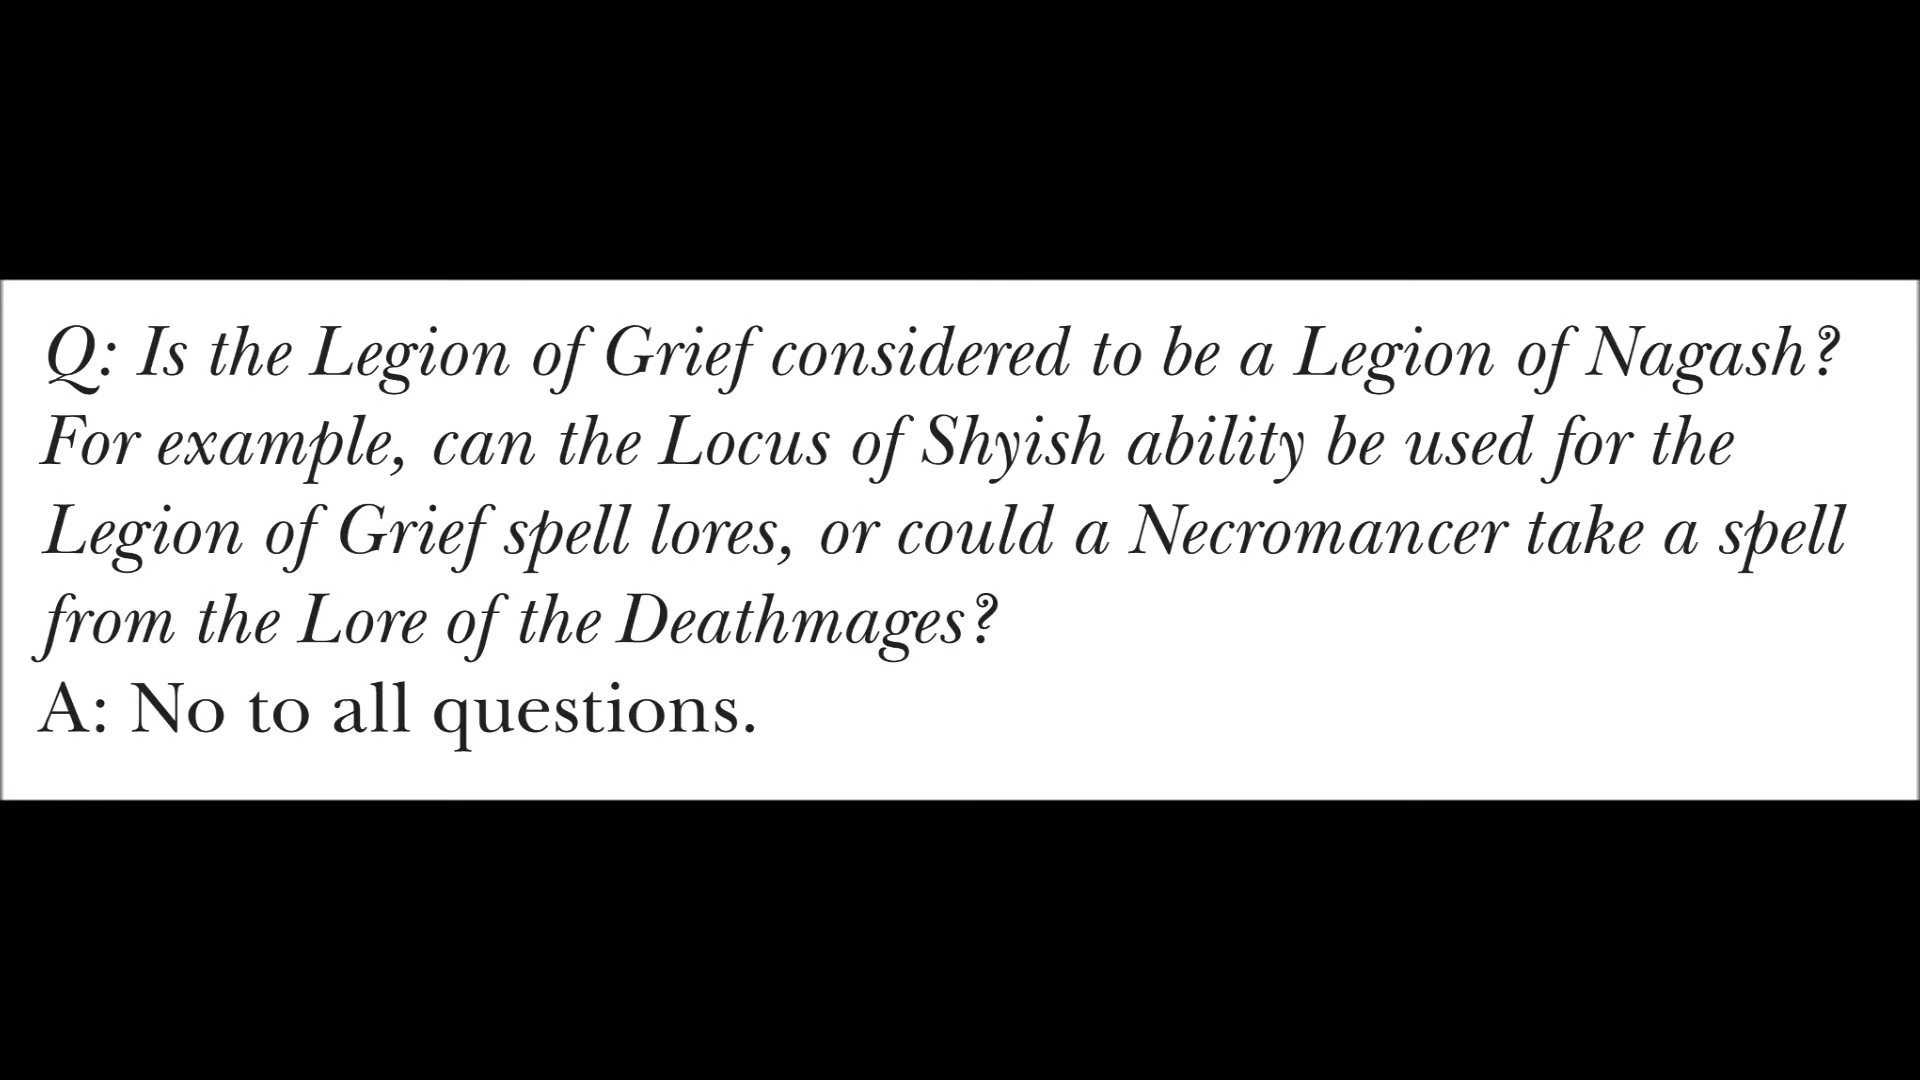 Q: Is the Legion of Grief considered to be a Legion of Nagash?
For example, can the Locus of Shyish ability be used for the
Legion of Grief spell lores, or could a Necromancer take a spell
from the Lore of the Deathmages?
A: No to all questions.